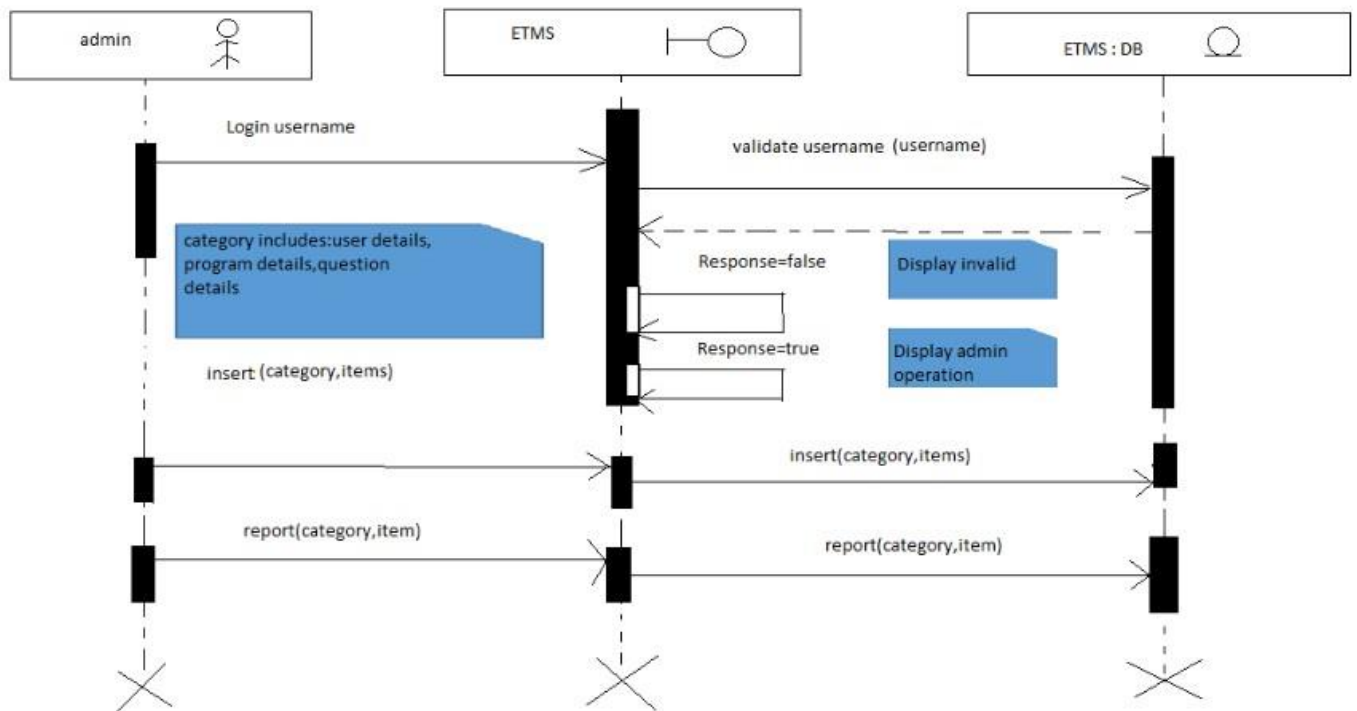 admin
ETMS
ETMS : DB
Login username
validate username (username)
category includes:user details,
program details,question
details
Response=false
Display invalid
Response=true
Display admin
operation
insert (category,items)
insert(category,items)
report(category,item)
report(category,item)